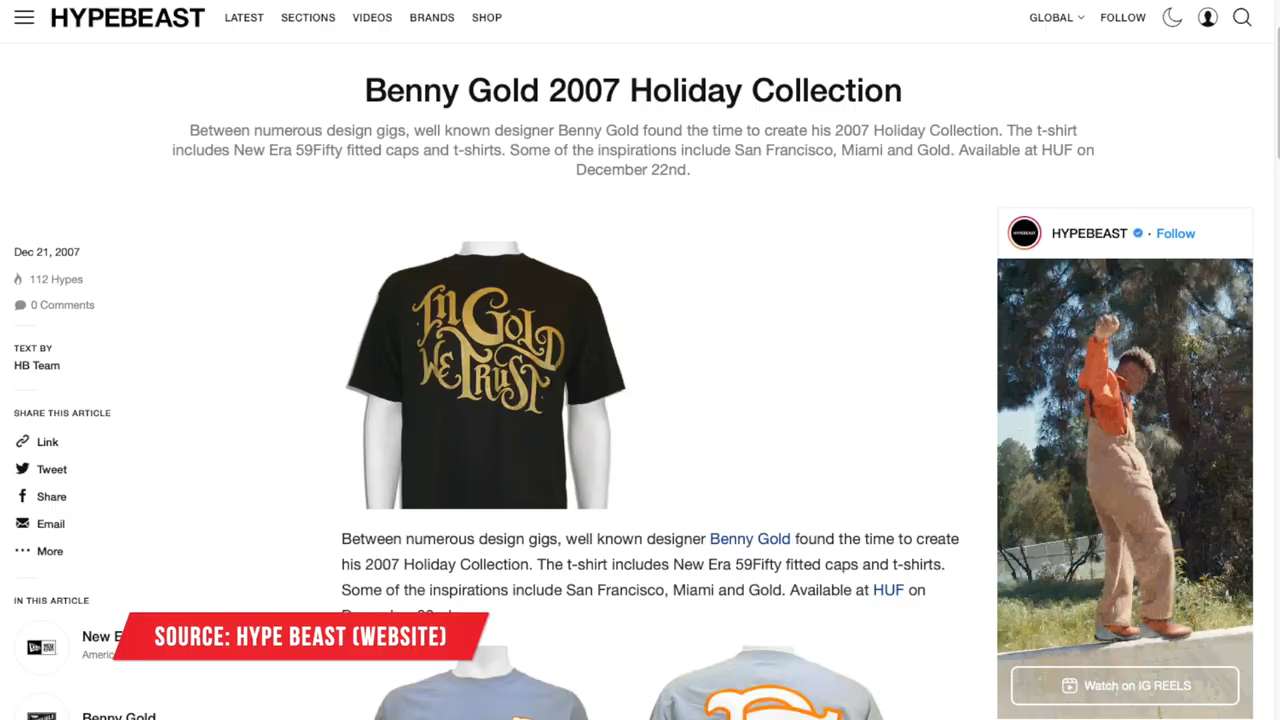 HYPEBEAST LATEST SECTIONS VIDEOS BRANDS SHOP GLOBAL FOLLOW
Benny Gold 2007 Holiday Collection
Between numerous design gigs, well known designer Benny Gold found the time to create his 2007 Holiday Collection. The t-shirt
includes New Era 59Fifty fitted caps and t-shirts. Some of the inspirations include San Francisco, Miami and Gold. Available at HUF on
December 22nd.
Dec 21, 2007
112 Hypes
0 Comments
TEXT BY
HB Team
SHARE THIS ARTICLE
Link
Tweet
Share
Email
More
IN THIS ARTICLE
New E
Americ
Benny Gold
IN GOLD
WE TRUST
Between numerous design gigs, well known designer Benny Gold found the time to create
his 2007 Holiday Collection. The t-shirt includes New Era 59Fifty fitted caps and t-shirts.
Some of the inspirations include San Francisco, Miami and Gold. Available at HUF on
SOURCE: HYPE BEAST (WEBSITE)
HYPEBEAST · Follow
Watch on IG REELS